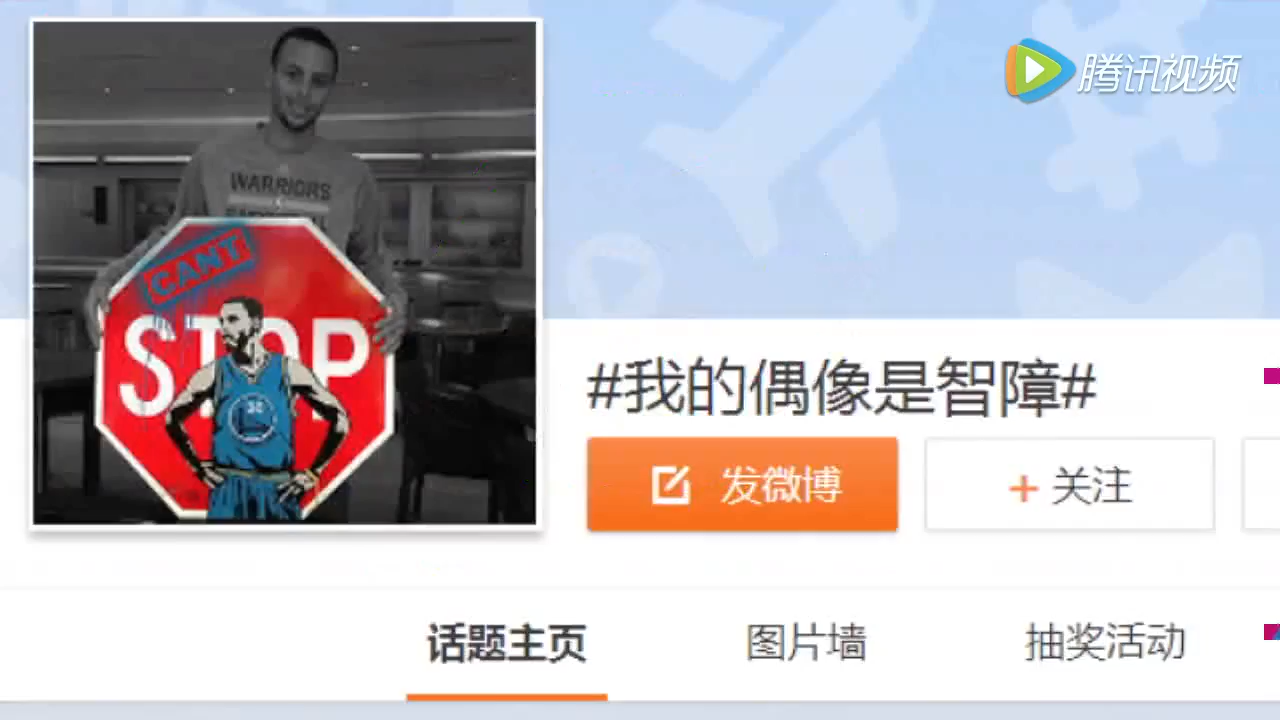 腾讯视频
WARRIORS
CANT
STOP
30
#我的偶像是智障#
发微博
+ 关注
话题主页
图片墙
抽奖活动